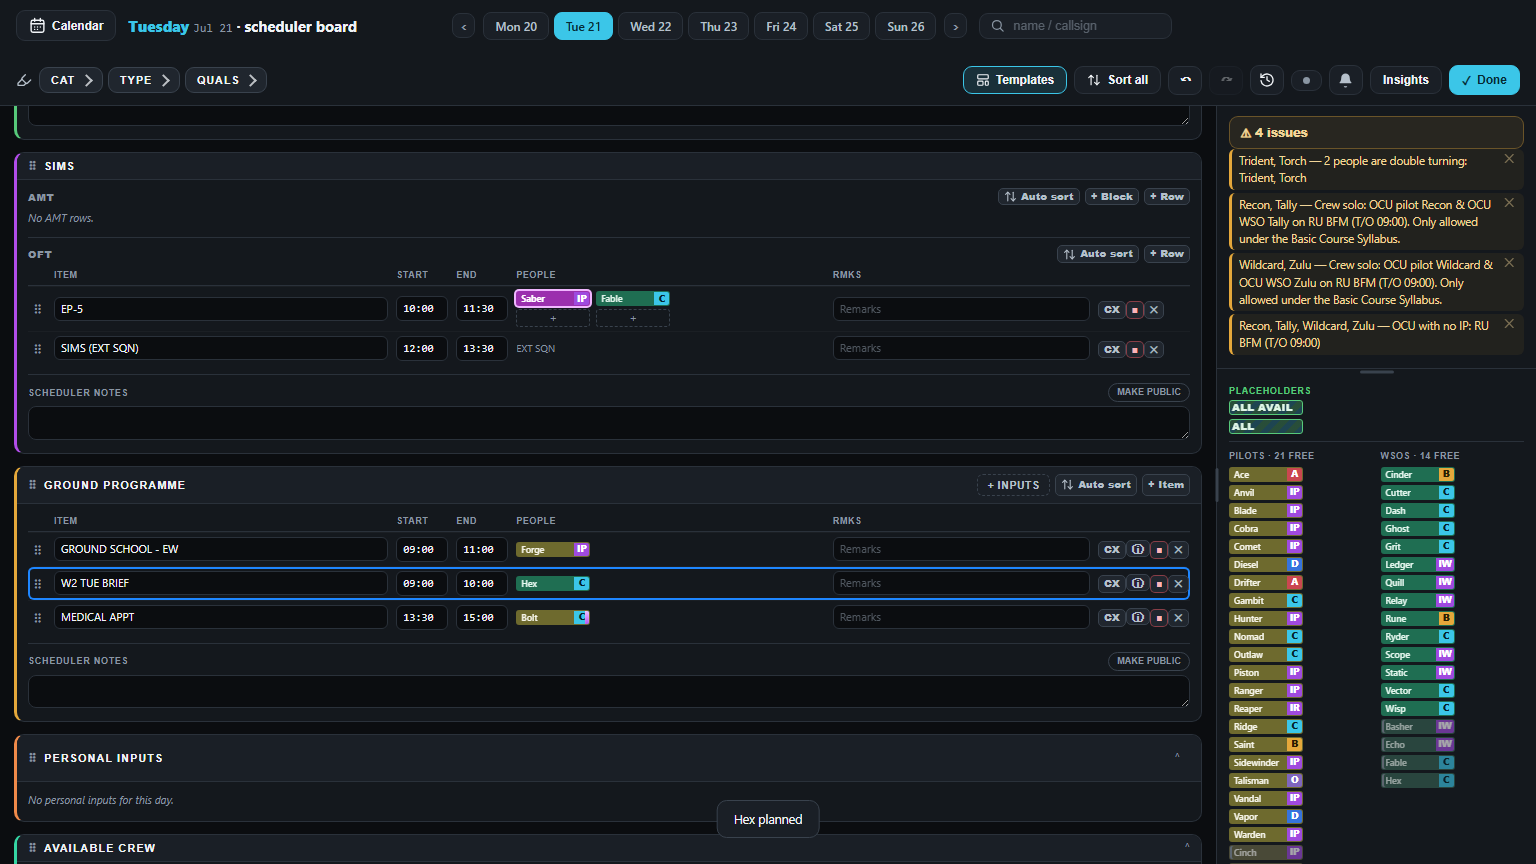 Calendar
Tuesday Jul 21 · scheduler board
‹ Mon 20 Tue 21 Wed 22 Thu 23 Fri 24 Sat 25 Sun 26 ›
name / callsign
CAT TYPE QUALS
Templates Sort all Insights ✓ Done
SIMS
AMT
Auto sort + Block + Row
No AMT rows.
OFT
Auto sort + Row
ITEM START END PEOPLE RMKS
EP-5 10:00 11:30 Saber IP Fable C Remarks CX
+ +
SIMS (EXT SQN) 12:00 13:30 EXT SQN Remarks CX
SCHEDULER NOTES MAKE PUBLIC
GROUND PROGRAMME
+ INPUTS Auto sort + Item
ITEM START END PEOPLE RMKS
GROUND SCHOOL - EW 09:00 11:00 Forge IP Remarks CX
W2 TUE BRIEF 09:00 10:00 Hex C Remarks CX
MEDICAL APPT 13:30 15:00 Bolt C Remarks CX
SCHEDULER NOTES MAKE PUBLIC
PERSONAL INPUTS
No personal inputs for this day.
Hex planned
AVAILABLE CREW
⚠ 4 issues
Trident, Torch — 2 people are double turning:
Trident, Torch
Recon, Tally — Crew solo: OCU pilot Recon & OCU
WSO Tally on RU BFM (T/O 09:00). Only allowed
under the Basic Course Syllabus.
Wildcard, Zulu — Crew solo: OCU pilot Wildcard &
OCU WSO Zulu on RU BFM (T/O 09:00). Only
allowed under the Basic Course Syllabus.
Recon, Tally, Wildcard, Zulu — OCU with no IP: RU
BFM (T/O 09:00)
PLACEHOLDERS
ALL AVAIL
ALL
PILOTS · 21 FREE
Ace A
Anvil IP
Blade IP
Cobra IP
Comet IP
Diesel D
Drifter A
Gambit C
Hunter IP
Nomad C
Outlaw C
Piston IP
Ranger IP
Reaper IR
Ridge C
Saint B
Sidewinder IP
Talisman O
Vandal IP
Vapor D
Warden IP
Cinch IP
WSOS · 14 FREE
Cinder B
Cutter C
Dash C
Ghost C
Grit C
Ledger IW
Quill IW
Relay IW
Rune B
Ryder C
Scope IW
Static IW
Vector C
Wisp C
Basher IW
Echo IW
Fable C
Hex C